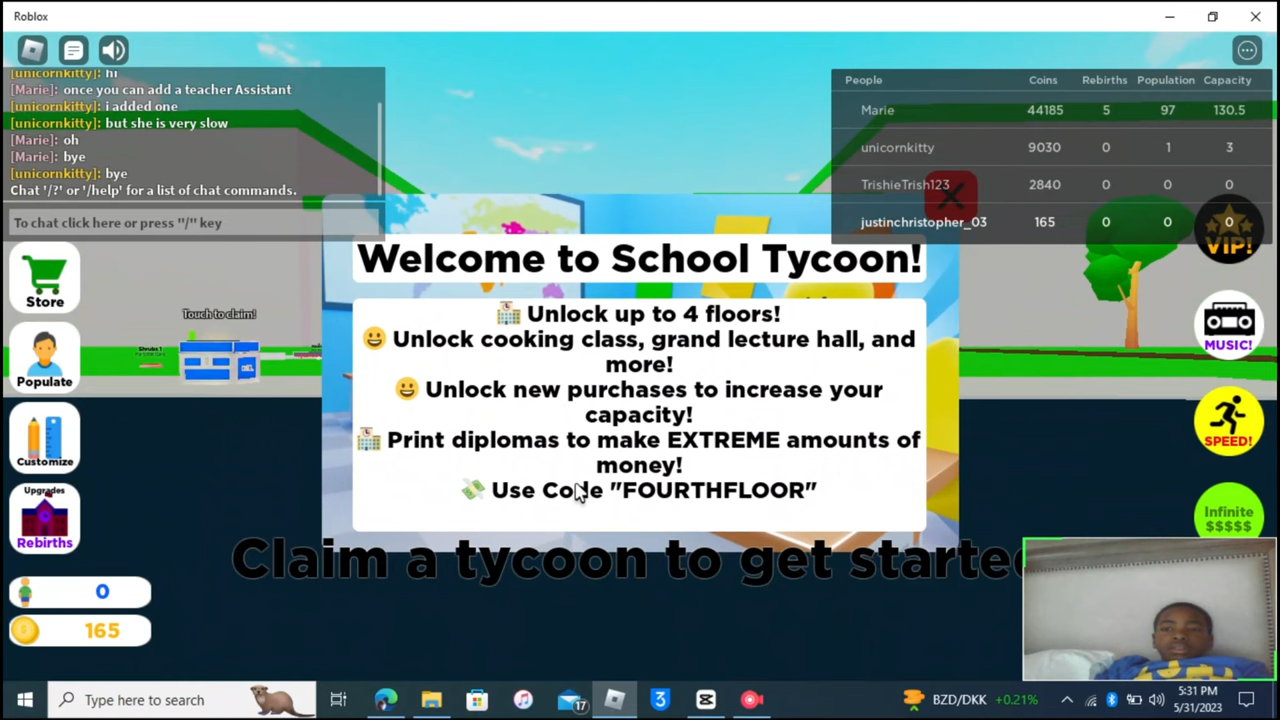 Roblox
[unicornkitty]: hi
[Marie]: once you can add a teacher Assistant
[unicornkitty]: i added one
[unicornkitty]: but she is very slow
[Marie]: oh
[Marie]: bye
[unicornkitty]: bye
Chat '/?' or '/help' for a list of chat commands.
To chat click here or press "/" key
People Coins Rebirths Population Capacity
Marie 44185 5 97 130.5
unicornkitty 9030 0 1 3
TrishieTrish123 2840 0 0 0
justinchristopher_03 165 0 0 0
Welcome to School Tycoon!
🏫 Unlock up to 4 floors!
😀 Unlock cooking class, grand lecture hall, and
more!
😀 Unlock new purchases to increase your
capacity!
🏫 Print diplomas to make EXTREME amounts of
money!
💸 Use Code "FOURTHFLOOR"
Claim a tycoon to get started
Touch to claim!
Store
Populate
Customize
Upgrades
Rebirths
0
165
VIP!
MUSIC!
SPEED!
Infinite
$$$$$
Type here to search
17
3
BZD/DKK +0.21%
5:31 PM
5/31/2023